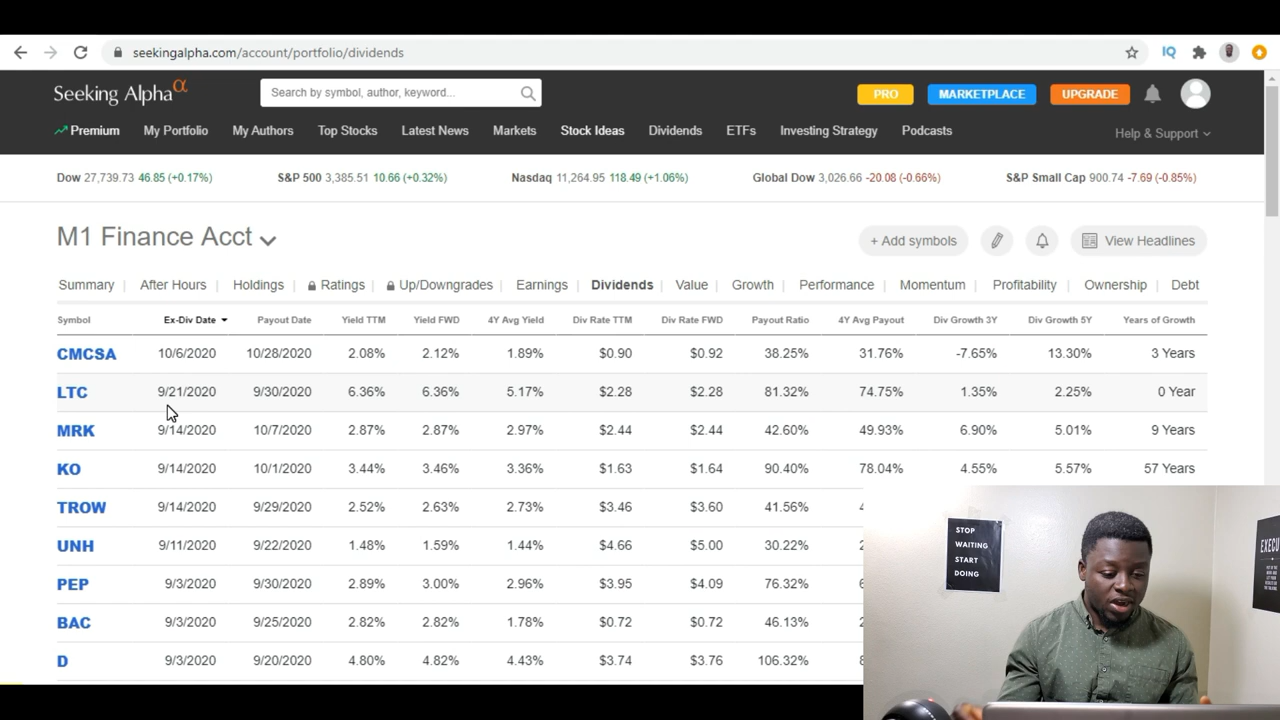 seekingalpha.com/account/portfolio/dividends
Seeking Alpha α Search by symbol, author, keyword... PRO MARKETPLACE UPGRADE
Premium My Portfolio My Authors Top Stocks Latest News Markets Stock Ideas Dividends ETFs Investing Strategy Podcasts Help & Support
Dow 27,739.73 46.85 (+0.17%) S&P 500 3,385.51 10.66 (+0.32%) Nasdaq 11,264.95 118.49 (+1.06%) Global Dow 3,026.66 -20.08 (-0.66%) S&P Small Cap 900.74 -7.69 (-0.85%)
M1 Finance Acct + Add symbols View Headlines
Summary | After Hours | Holdings | Ratings | Up/Downgrades | Earnings | Dividends | Value | Growth | Performance | Momentum | Profitability | Ownership | Debt
Symbol Ex-Div Date Payout Date Yield TTM Yield FWD 4Y Avg Yield Div Rate TTM Div Rate FWD Payout Ratio 4Y Avg Payout Div Growth 3Y Div Growth 5Y Years of Growth
CMCSA 10/6/2020 10/28/2020 2.08% 2.12% 1.89% $0.90 $0.92 38.25% 31.76% -7.65% 13.30% 3 Years
LTC 9/21/2020 9/30/2020 6.36% 6.36% 5.17% $2.28 $2.28 81.32% 74.75% 1.35% 2.25% 0 Year
MRK 9/14/2020 10/7/2020 2.87% 2.87% 2.97% $2.44 $2.44 42.60% 49.93% 6.90% 5.01% 9 Years
KO 9/14/2020 10/1/2020 3.44% 3.46% 3.36% $1.63 $1.64 90.40% 78.04% 4.55% 5.57% 57 Years
TROW 9/14/2020 9/29/2020 2.52% 2.63% 2.73% $3.46 $3.60 41.56%
UNH 9/11/2020 9/22/2020 1.48% 1.59% 1.44% $4.66 $5.00 30.22%
PEP 9/3/2020 9/30/2020 2.89% 3.00% 2.96% $3.95 $4.09 76.32%
BAC 9/3/2020 9/25/2020 2.82% 2.82% 1.78% $0.72 $0.72 46.13%
D 9/3/2020 9/20/2020 4.80% 4.82% 4.43% $3.74 $3.76 106.32%
STOP
WAITING
START
DOING